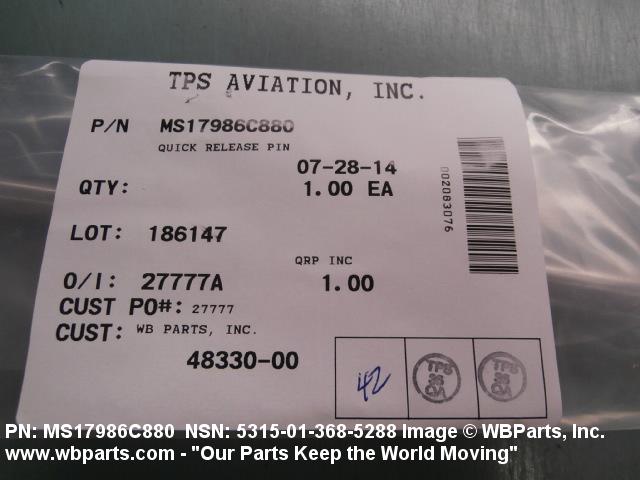 TPS AVIATION, INC.
P/N MS17986C880
QUICK RELEASE PIN
07-28-14
QTY: 1.00 EA
002083076
LOT: 186147
QRP INC
O/I: 27777A 1.00
CUST PO#: 27777
CUST: WB PARTS, INC.
48330-00
42
TPS
TPS
PN: MS17986C880 NSN: 5315-01-368-5288 Image © WBParts, Inc.
www.wbparts.com - "Our Parts Keep the World Moving"